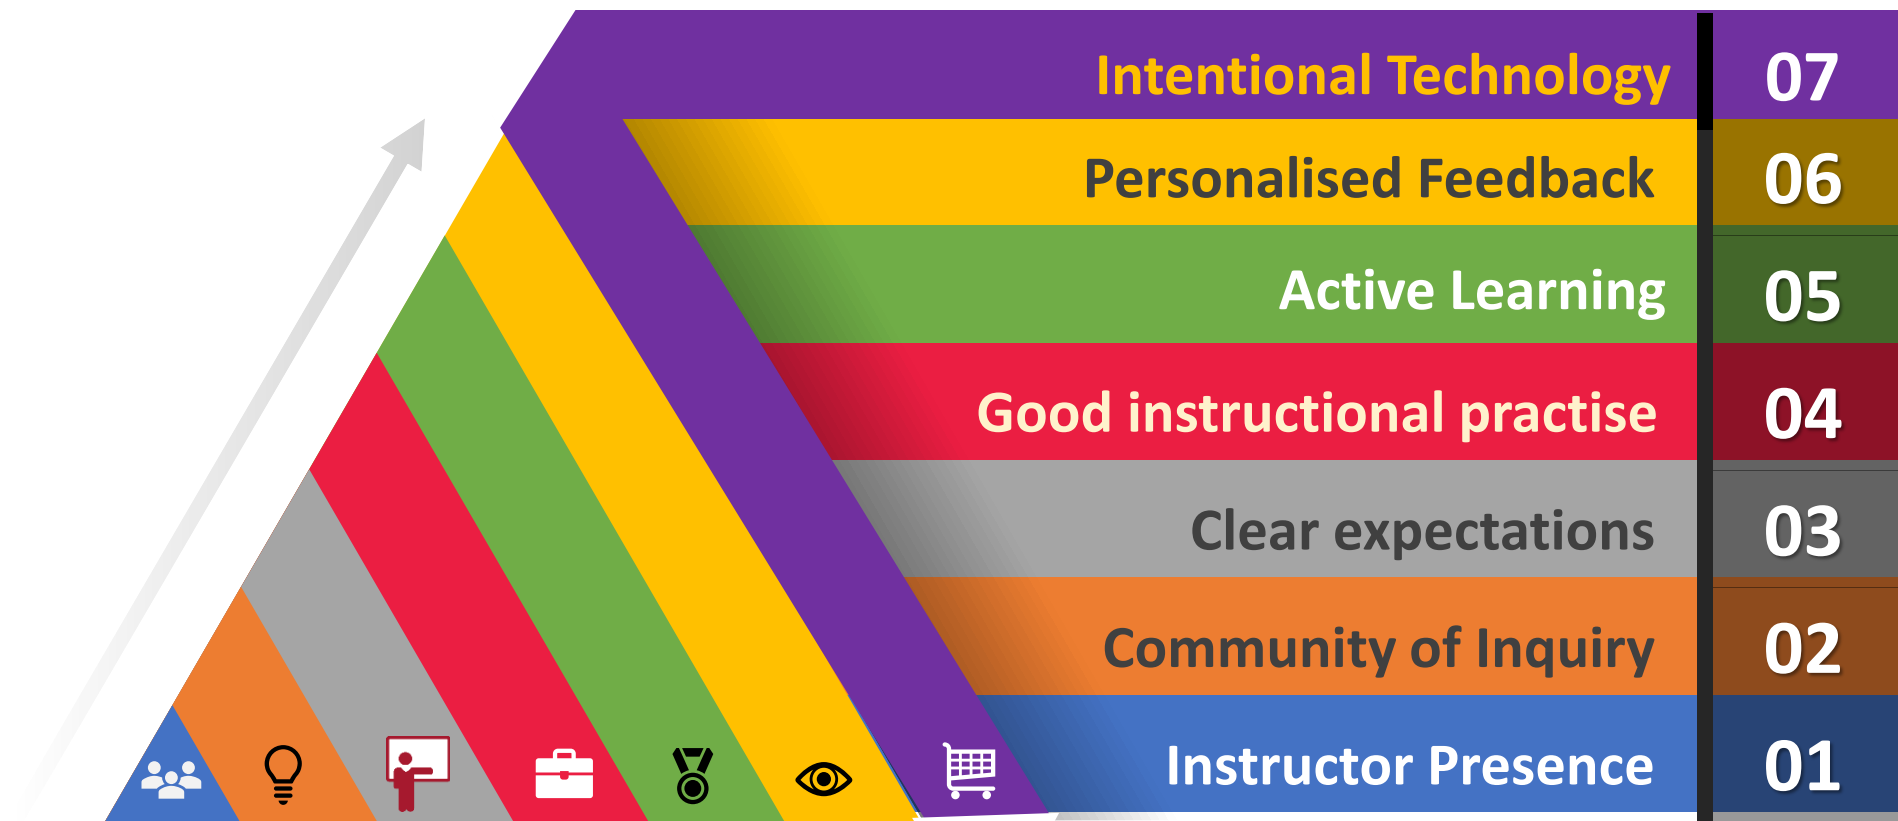 Intentional Technology 07
Personalised Feedback 06
Active Learning 05
Good instructional practise 04
Clear expectations 03
Community of Inquiry 02
Instructor Presence 01